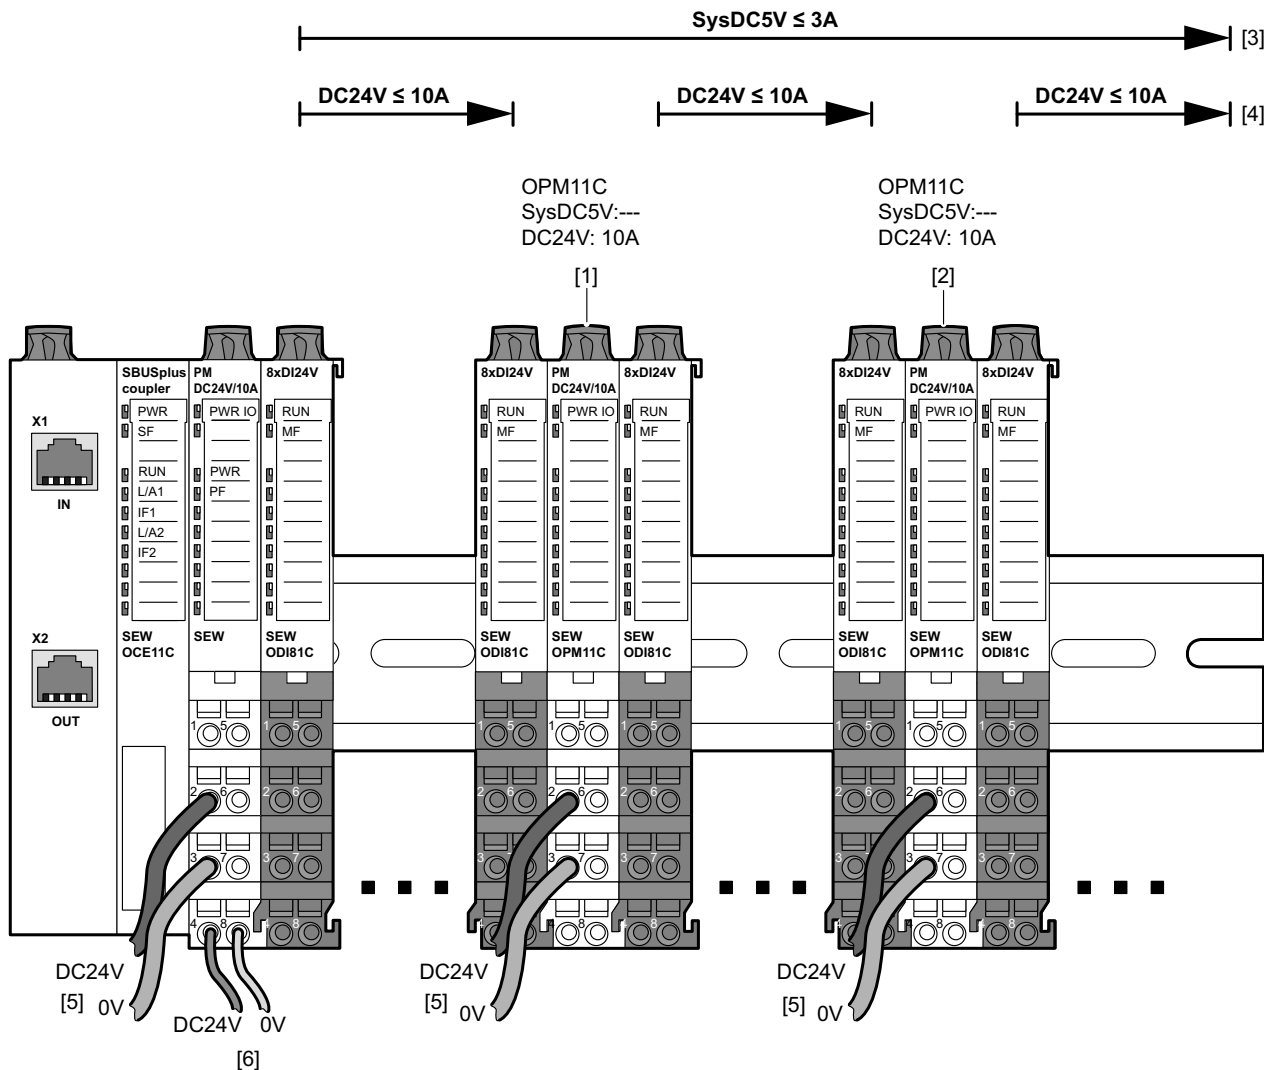 SysDC5V ≤ 3A
[3]
DC24V ≤ 10A
DC24V ≤ 10A
DC24V ≤ 10A
[4]
OPM11C
SysDC5V:---
DC24V: 10A
[1]
OPM11C
SysDC5V:---
DC24V: 10A
[2]
X1
IN
X2
OUT
SBUSplus
coupler
PWR
SF
RUN
L/A1
IF1
L/A2
IF2
SEW
OCE11C
PM
DC24V/10A
PWR IO
PWR
PF
SEW
1 5
2 6
3 7
4 8
8xDI24V
RUN
MF
SEW
ODI81C
1 5
2 6
3 7
4 8
8xDI24V
RUN
MF
SEW
ODI81C
1 5
2 6
3
PM
DC24V/10A
PWR IO
SEW
OPM11C
1 5
2 6
3 7
8
8xDI24V
RUN
MF
SEW
ODI81C
1 5
2 6
3 7
4 8
8xDI24V
RUN
MF
SEW
ODI81C
1 5
2 6
3
PM
DC24V/10A
PWR IO
SEW
OPM11C
1 5
2 6
3 7
8
8xDI24V
RUN
MF
SEW
ODI81C
1 5
2 6
3 7
4 8
DC24V
[5] 0V
DC24V 0V
[6]
DC24V
[5] 0V
DC24V
[5] 0V